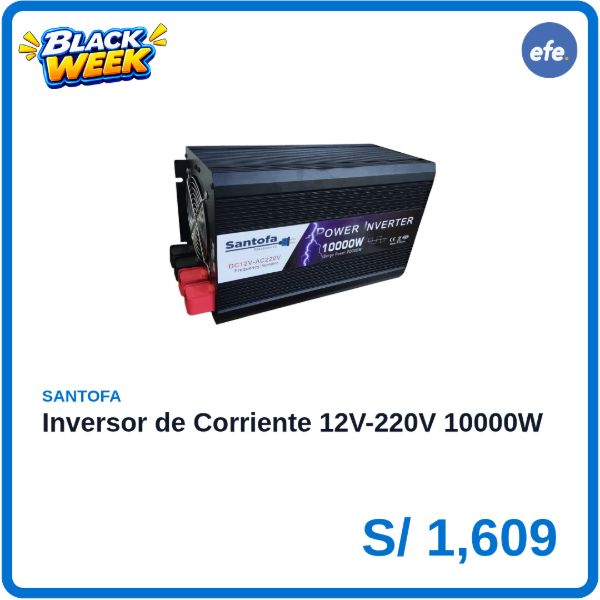 BLACK
WEEK
efe.
Santofa
POWER INVERTER
10000W
DC12V-AC220V
SANTOFA
Inversor de Corriente 12V-220V 10000W
S/ 1,609